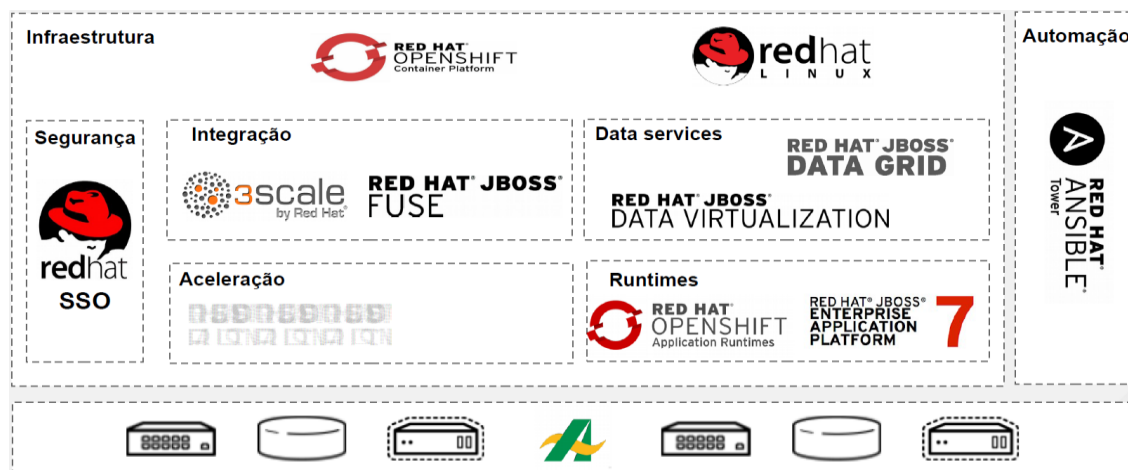 Infraestrutura
RED HAT®
OPENSHIFT
Container Platform
redhat
LINUX
Automação
Segurança
redhat
SSO
Integração
3scale
by Red Hat®
RED HAT® JBOSS®
FUSE
Data services
RED HAT® JBOSS®
DATA GRID
RED HAT® JBOSS®
DATA VIRTUALIZATION
Aceleração
Runtimes
RED HAT®
OPENSHIFT
Application Runtimes
RED HAT® JBOSS®
ENTERPRISE
APPLICATION
PLATFORM
7
RED HAT®
ANSIBLE®
Tower